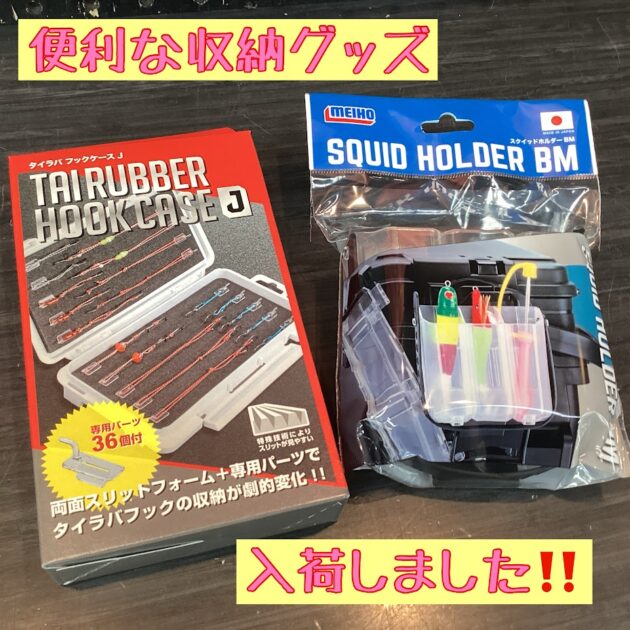 便利な収納グッズ
タイラバ フックケース J
TAIRUBBER
HOOK CASE J
専用パーツ
36個付
特殊技術により
スリットが見やすい
両面スリットフォーム+専用パーツで
タイラバフックの収納が劇的変化!!
MEIHO
MADE IN JAPAN
スクイッドホルダーBM
SQUID HOLDER BM
SQUID HOLDER
入荷しました!!